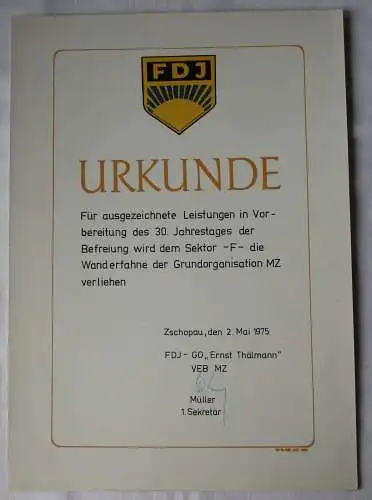 FDJ
URKUNDE
Für ausgezeichnete Leistungen in Vor-
bereitung des 30. Jahrestages der
Befreiung wird dem Sektor -F- die
Wanderfahne der Grundorganisation MZ
verliehen
Zschopau, den 2. Mai 1975
FDJ - GO „Ernst Thälmann"
VEB MZ
Müller
1. Sekretär